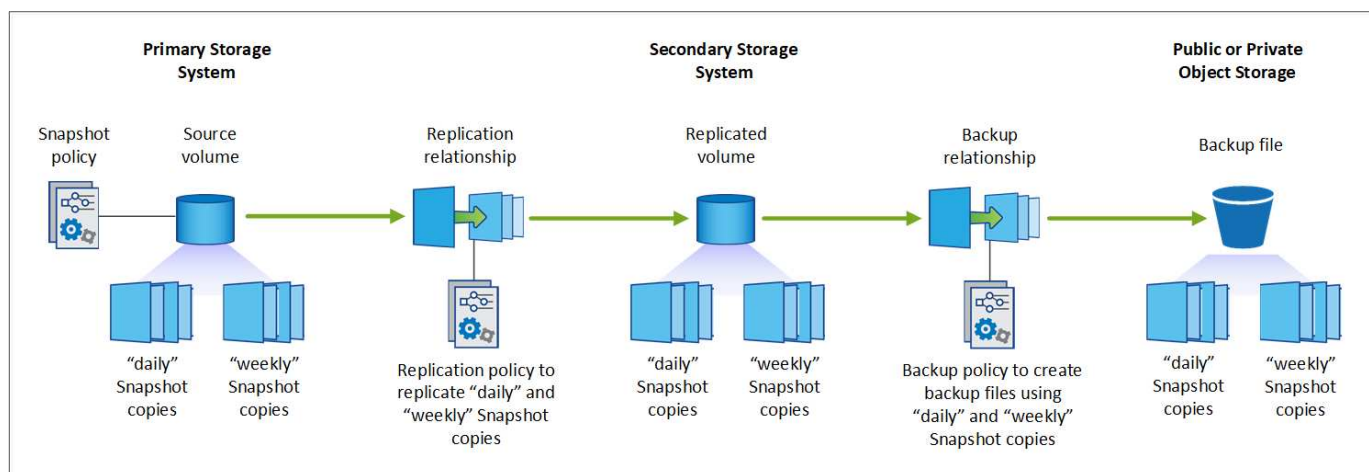 Primary Storage
System
Secondary Storage
System
Public or Private
Object Storage
Snapshot
policy
Source
volume
Replication
relationship
Replicated
volume
Backup
relationship
Backup file
“daily”
Snapshot
copies
“weekly”
Snapshot
copies
Replication policy to
replicate “daily” and
“weekly” Snapshot
copies
“daily”
Snapshot
copies
“weekly”
Snapshot
copies
Backup policy to create
backup files using
“daily” and “weekly”
Snapshot copies
“daily”
Snapshot
copies
“weekly”
Snapshot
copies